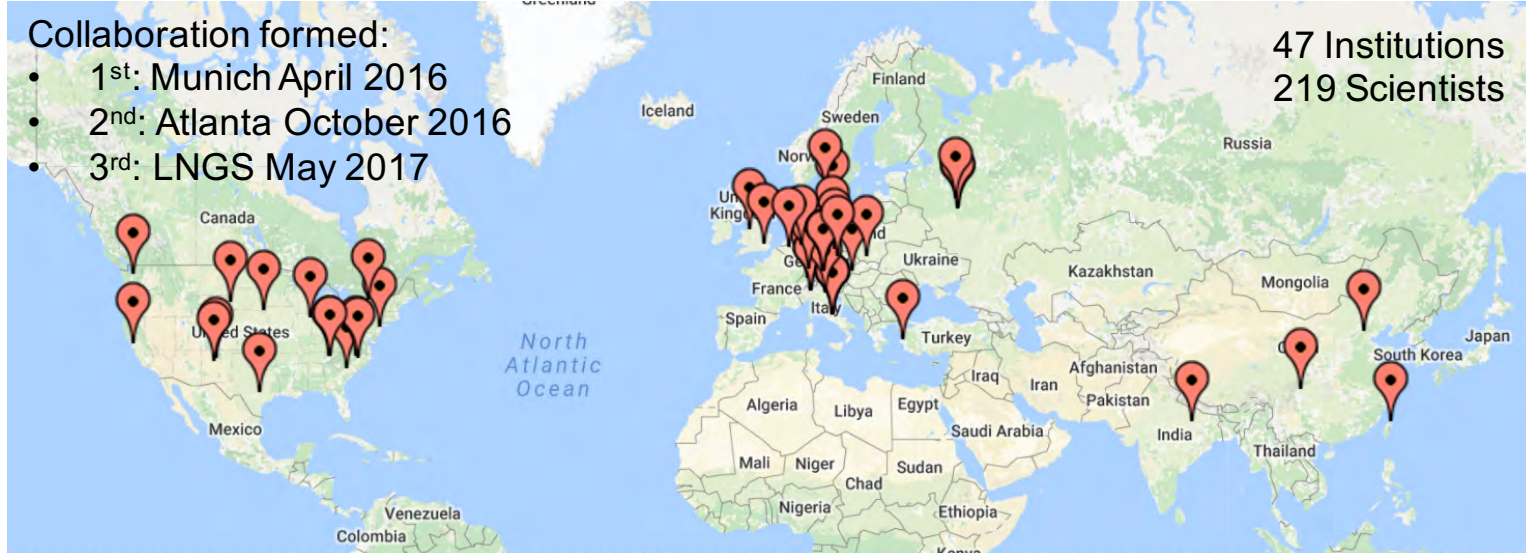 Collaboration formed:
• 1st: Munich April 2016
• 2nd: Atlanta October 2016
• 3rd: LNGS May 2017
47 Institutions
219 Scientists
Finland
Iceland
Sweden
Russia
Canada
Ukraine
Kazakhstan
Mongolia
France
Italy
United States
Spain
Turkey
Japan
South Korea
North
Atlantic
Ocean
Afghanistan
Iraq
Iran
Pakistan
Algeria
Libya
Egypt
Mexico
Saudi Arabia
India
Thailand
Mali
Niger
Sudan
Chad
Venezuela
Nigeria
Ethiopia
Colombia